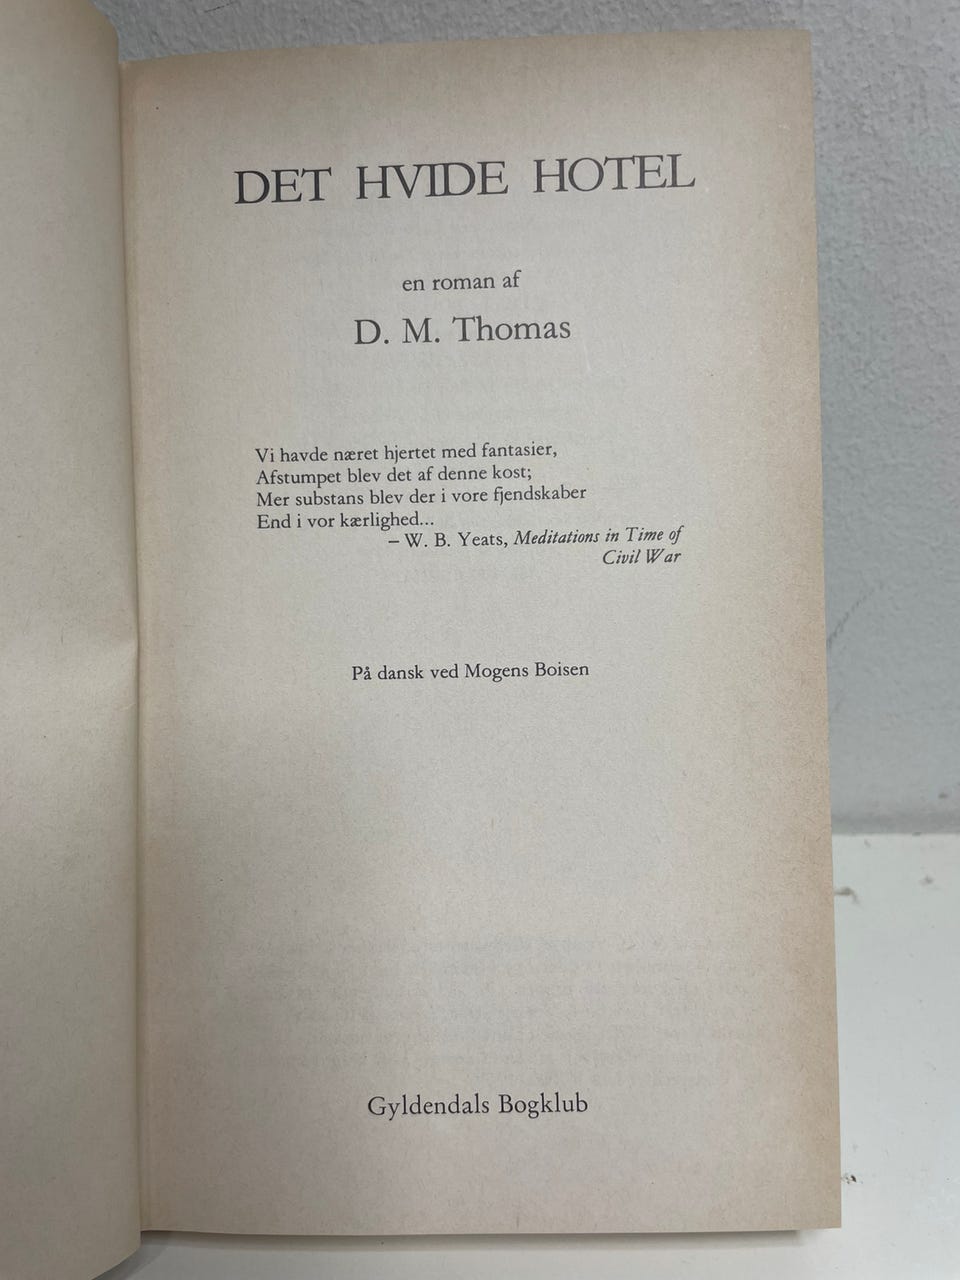 DET HVIDE HOTEL
en roman af
D. M. Thomas
Vi havde næret hjertet med fantasier,
Afstumpet blev det af denne kost;
Mer substans blev der i vore fjendskaber
End i vor kærlighed...
– W. B. Yeats, Meditations in Time of
Civil War
På dansk ved Mogens Boisen
Gyldendals Bogklub